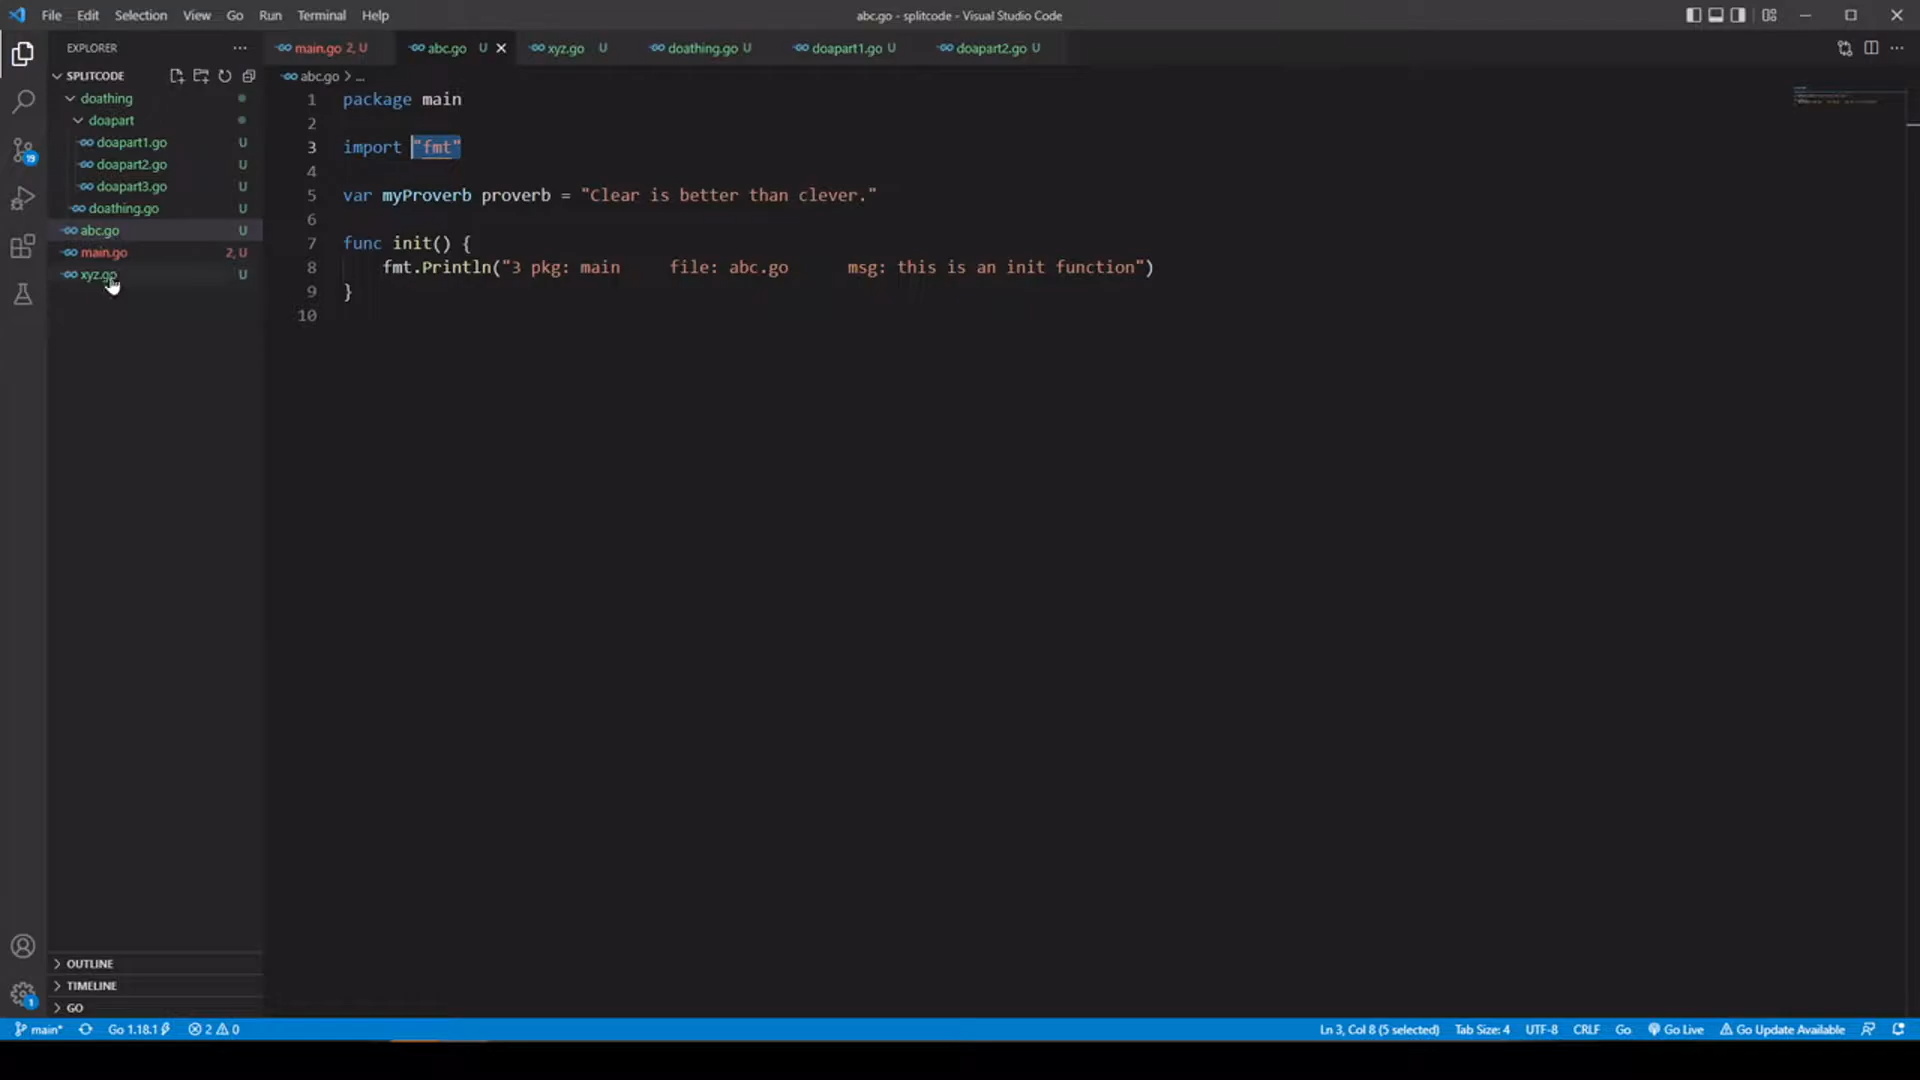 File Edit Selection View Go Run Terminal Help
abc.go - splitcode - Visual Studio Code
EXPLORER
main.go 2, U
abc.go U
xyz.go U
doathing.go U
doapart1.go U
doapart2.go U
SPLITCODE
abc.go > ...
doathing
doapart
doapart1.go U
doapart2.go U
doapart3.go U
doathing.go U
abc.go U
main.go 2, U
xyz.go U
1 package main
2
3 import "fmt"
4
5 var myProverb proverb = "Clear is better than clever."
6
7 func init() {
8 fmt.Println("3 pkg: main file: abc.go msg: this is an init function")
9 }
10
19
OUTLINE
TIMELINE
GO
1
main* Go 1.18.1 2 0 Ln 3, Col 8 (5 selected) Tab Size: 4 UTF-8 CRLF Go Go Live Go Update Available